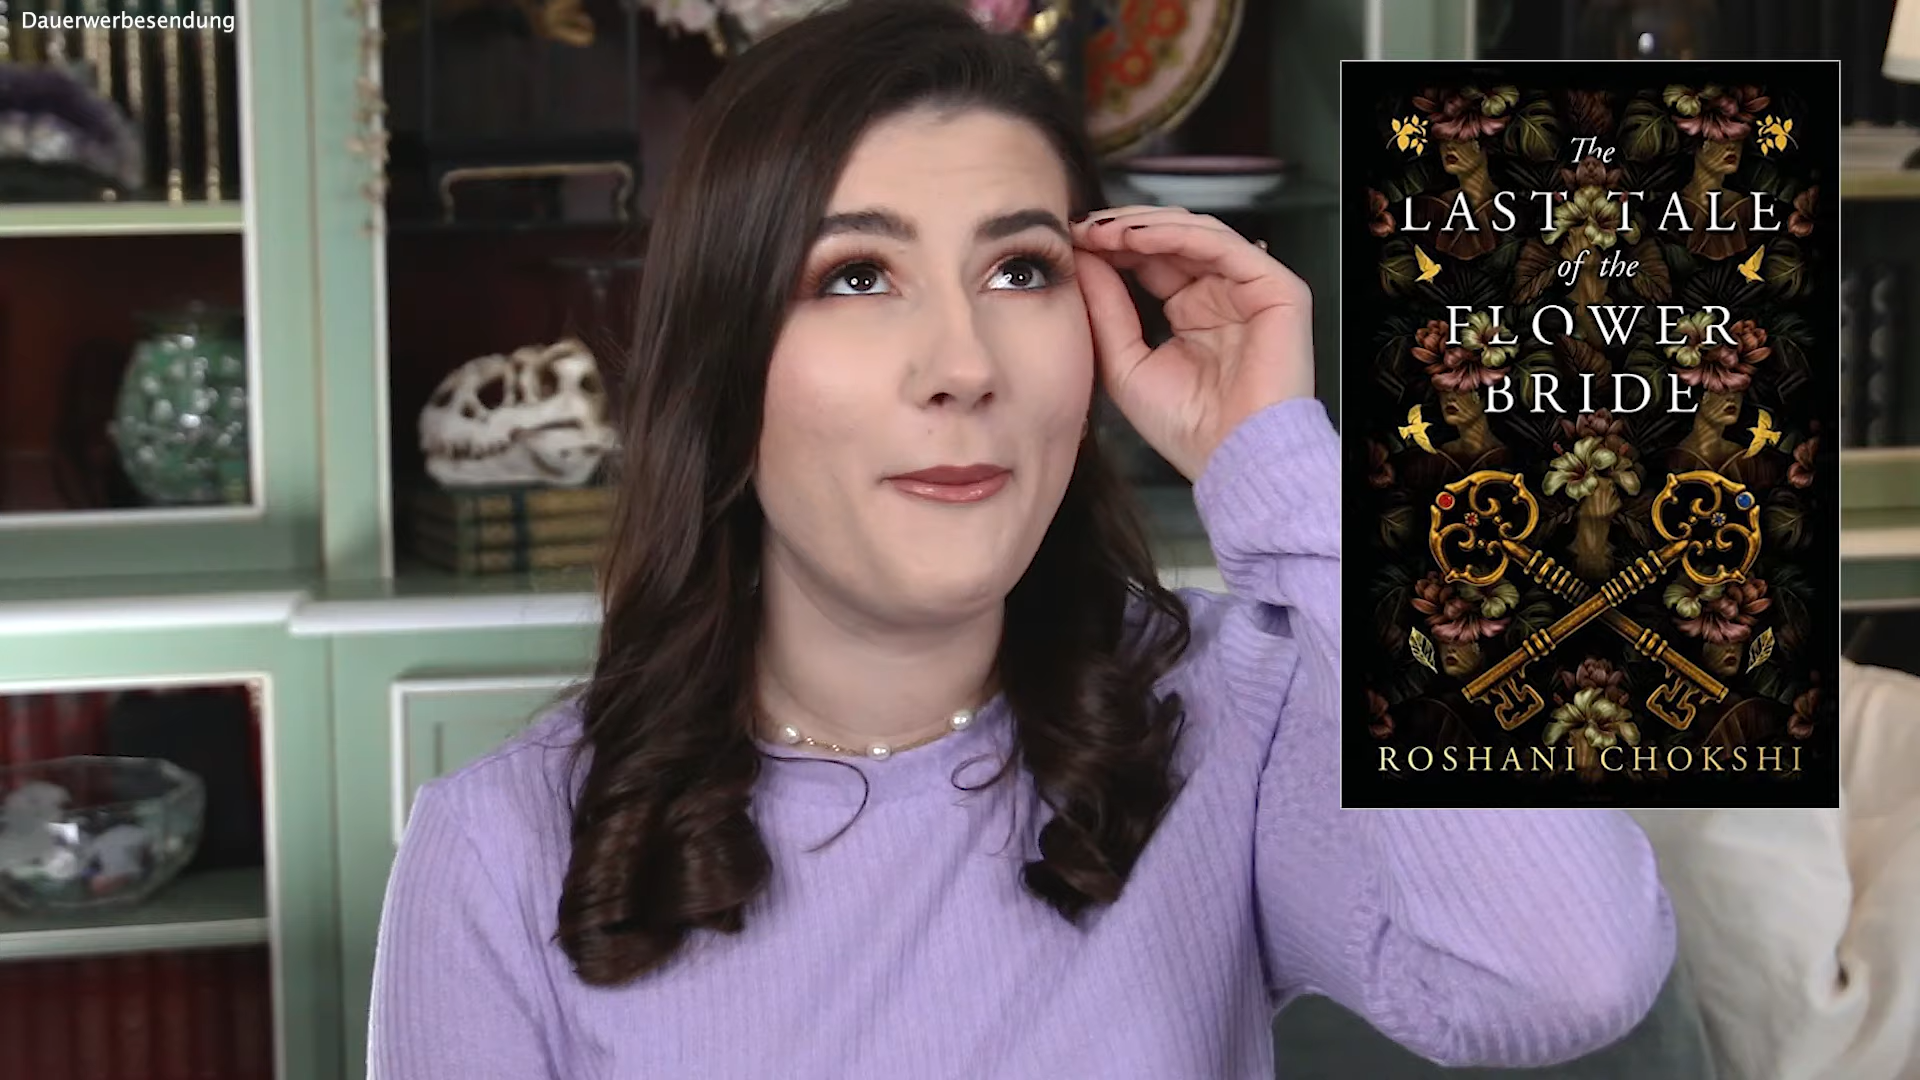 Dauerwerbesendung
The
LAST TALE
of the
FLOWER
BRIDE
ROSHANI CHOKSHI